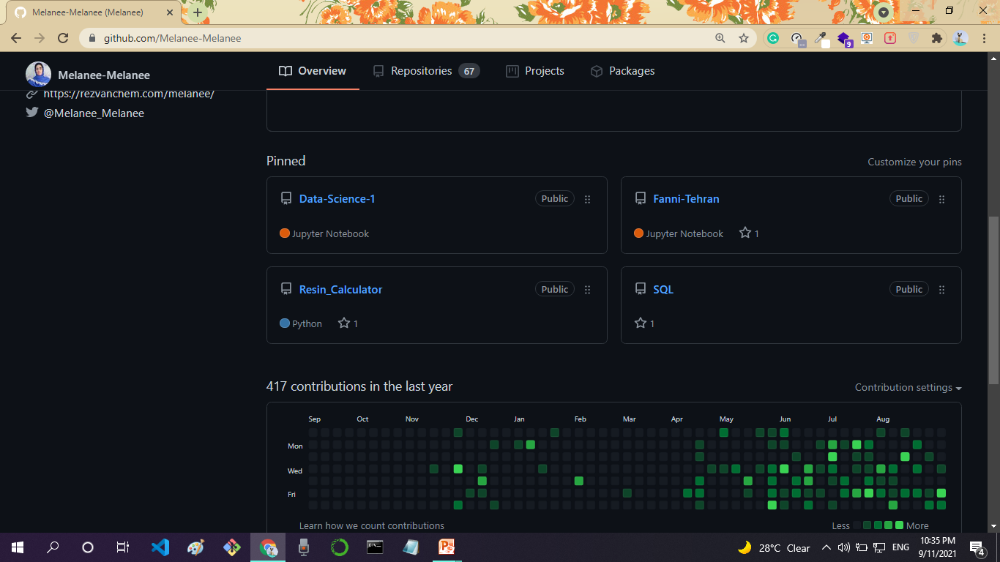 Melanee-Melanee (Melanee)
github.com/Melanee-Melanee
9
Melanee-Melanee
Overview
Repositories 67
Projects
Packages
https://rezvanchem.com/melanee/
@Melanee_Melanee
Pinned
Customize your pins
Data-Science-1 Public
Jupyter Notebook
Fanni-Tehran Public
Jupyter Notebook 1
Resin_Calculator Public
Python 1
SQL Public
1
417 contributions in the last year
Contribution settings
Sep Oct Nov Dec Jan Feb Mar Apr May Jun Jul Aug
Mon
Wed
Fri
Learn how we count contributions
Less More
28°C Clear
ENG
10:35 PM
9/11/2021
4